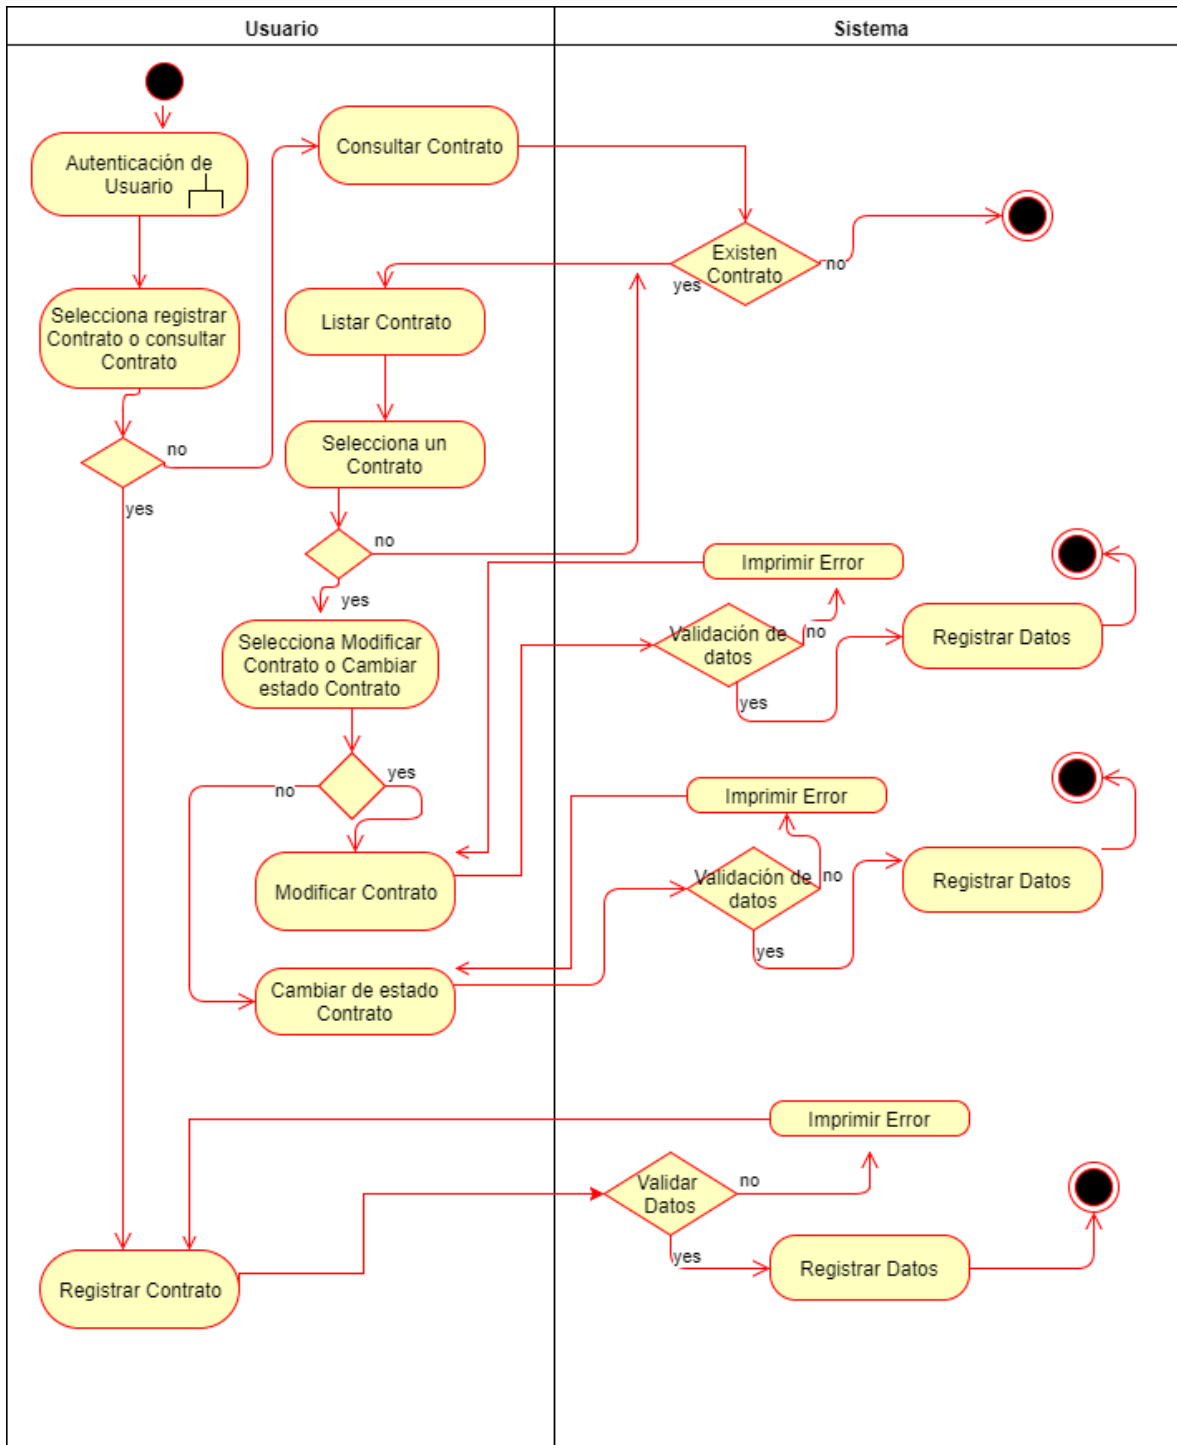 Usuario
Sistema
Autenticación de
Usuario
Consultar Contrato
Existen
Contrato
no
yes
Selecciona registrar
Contrato o consultar
Contrato
Listar Contrato
no
yes
Selecciona un
Contrato
no
yes
Imprimir Error
Validación de
datos
no
yes
Registrar Datos
Selecciona Modificar
Contrato o Cambiar
estado Contrato
yes
no
Imprimir Error
Modificar Contrato
Validación de
datos
no
yes
Registrar Datos
Cambiar de estado
Contrato
Imprimir Error
Validar
Datos
no
yes
Registrar Datos
Registrar Contrato